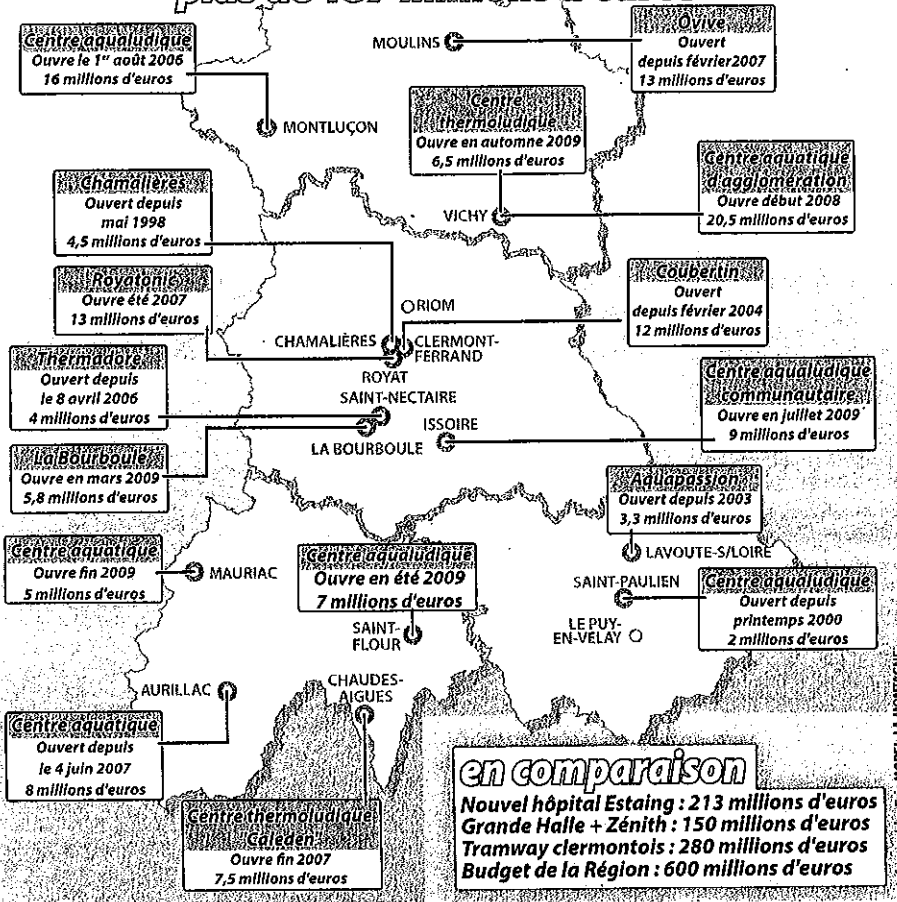 Centre aqualudique
Ouvre le 1er août 2006
16 millions d'euros
MOULINS
Ovive
Ouvert
depuis février2007
13 millions d'euros
MONTLUÇON
Centre
thermoludique
Ouvre en automne 2009
6,5 millions d'euros
VICHY
Centre aquatique
d'agglomération
Ouvre début 2008
20,5 millions d'euros
Chamalières
Ouvert depuis
mai 1998
4,5 millions d'euros
Royatonic
Ouvre été 2007
13 millions d'euros
RIOM
CHAMALIÈRES
CLERMONT-
FERRAND
ROYAT
Coubertin
Ouvert
depuis février 2004
12 millions d'euros
Thermadore
Ouvert depuis
le 8 avril 2006
4 millions d'euros
SAINT-NECTAIRE
LA BOURBOULE
ISSOIRE
Centre aqualudique
communautaire
Ouvre en juillet 2009
9 millions d'euros
La Bourboule
Ouvre en mars 2009
5,8 millions d'euros
Aquapassion
Ouvert depuis 2003
3,3 millions d'euros
LAVOUTE-S/LOIRE
Centre aquatique
Ouvre fin 2009
5 millions d'euros
MAURIAC
Centre aqualudique
Ouvre en été 2009
7 millions d'euros
SAINT-
FLOUR
SAINT-PAULIEN
Centre aqualudique
Ouvert depuis
printemps 2000
2 millions d'euros
LE PUY-
EN-VELAY
AURILLAC
Centre aquatique
Ouvert depuis
le 4 juin 2007
8 millions d'euros
CHAUDES-
AIGUES
Centre thermoludique
Caleden
Ouvre fin 2007
7,5 millions d'euros
en comparaison
Nouvel hôpital Estaing : 213 millions d'euros
Grande Halle + Zénith : 150 millions d'euros
Tramway clermontois : 280 millions d'euros
Budget de la Région : 600 millions d'euros